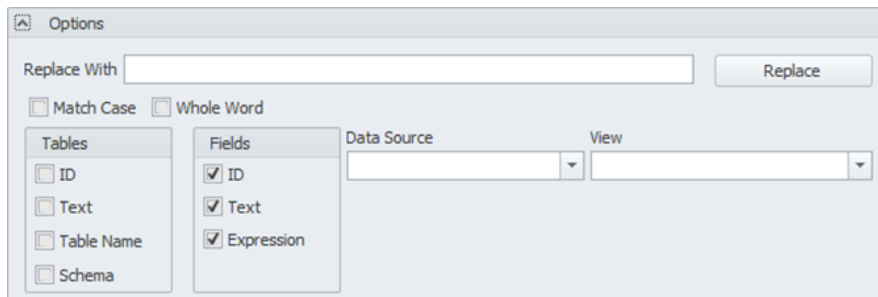 Options
Replace With
Replace
Match Case
Whole Word
Tables
Fields
Data Source
View
ID
ID
Text
Text
Table Name
Expression
Schema